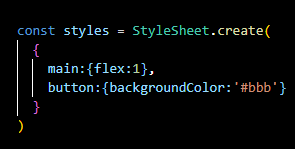 const styles = StyleSheet.create(
  {
    main:{flex:1},
    button:{backgroundColor:'#bbb'}
  }
)